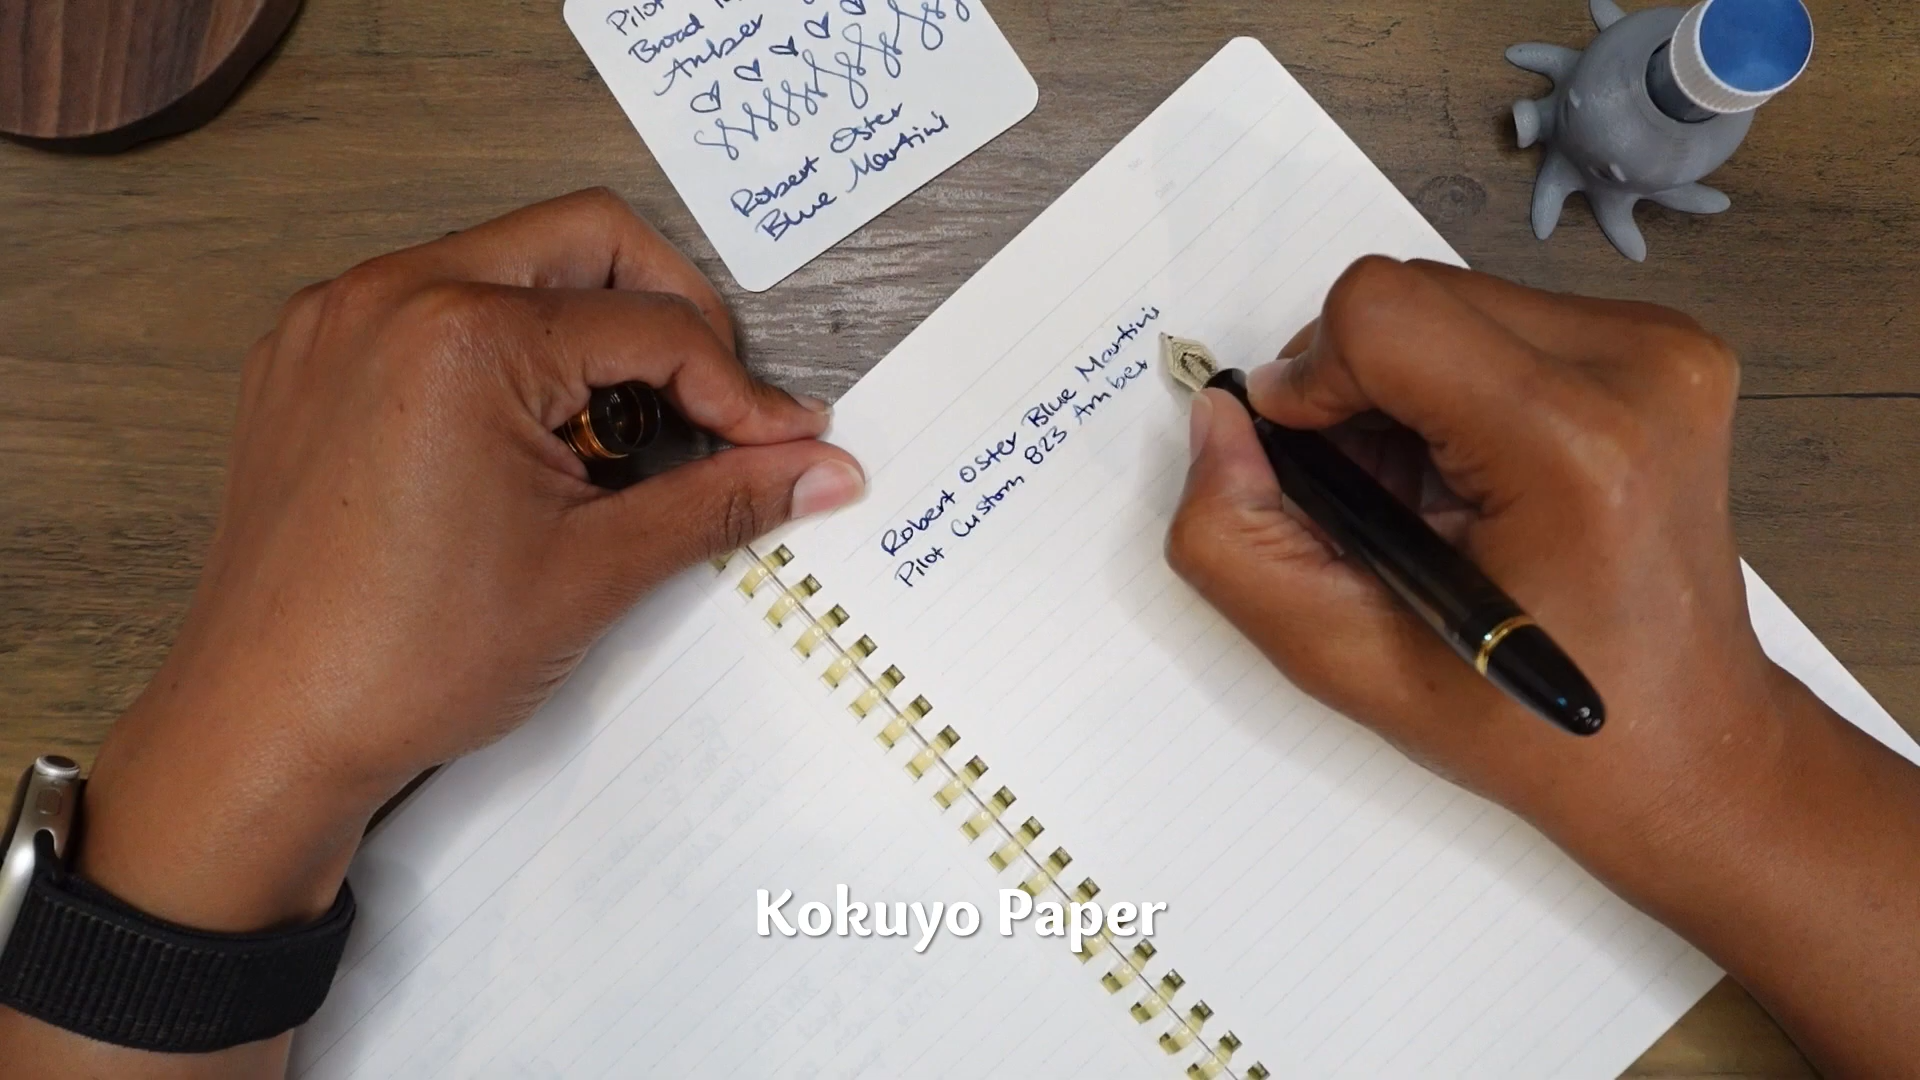 Pilot
Broad
Amber
Robert Oster
Blue Martini
Robert Oster Blue Martini
Pilot Custom 823 Amber
Kokuyo Paper